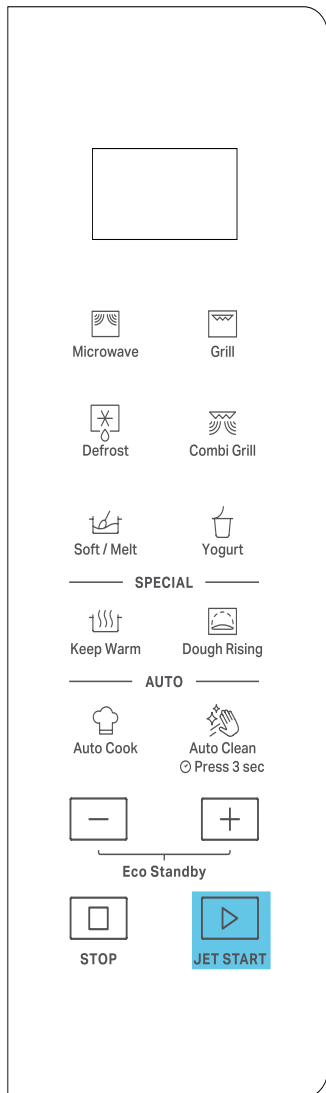 Microwave Grill
Defrost Combi Grill
Soft / Melt Yogurt
SPECIAL
Keep Warm Dough Rising
AUTO
Auto Cook Auto Clean
Press 3 sec
Eco Standby
STOP JET START